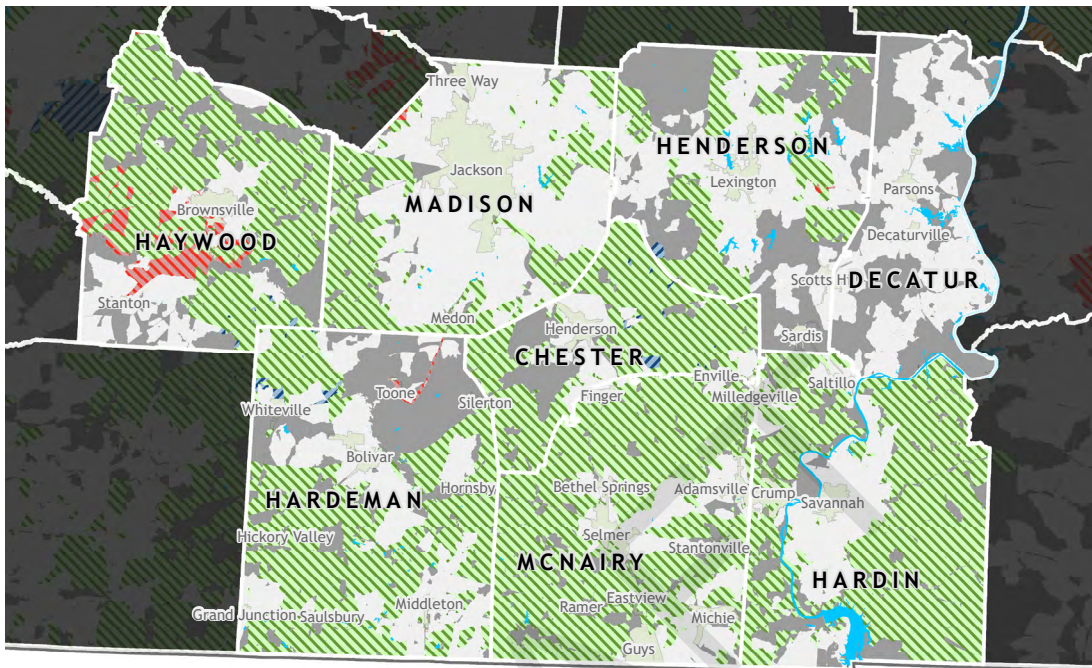 Three Way
HENDERSON
Jackson
Lexington
MADISON
Parsons
Brownsville
HAYWOOD
Decaturville
Scotts H
DECATUR
Stanton
Medon
Henderson
Sardis
CHESTER
Enville
Saltillo
Toone
Silerton
Finger
Milledgeville
Whiteville
Bolivar
HARDEMAN
Hornsby
Bethel Springs
Adamsville
Crump
Savannah
Hickory Valley
Selmer
Stantonville
MCNAIRY
HARDIN
Grand Junction
Saulsbury
Middleton
Ramer
Eastview
Michie
Guys